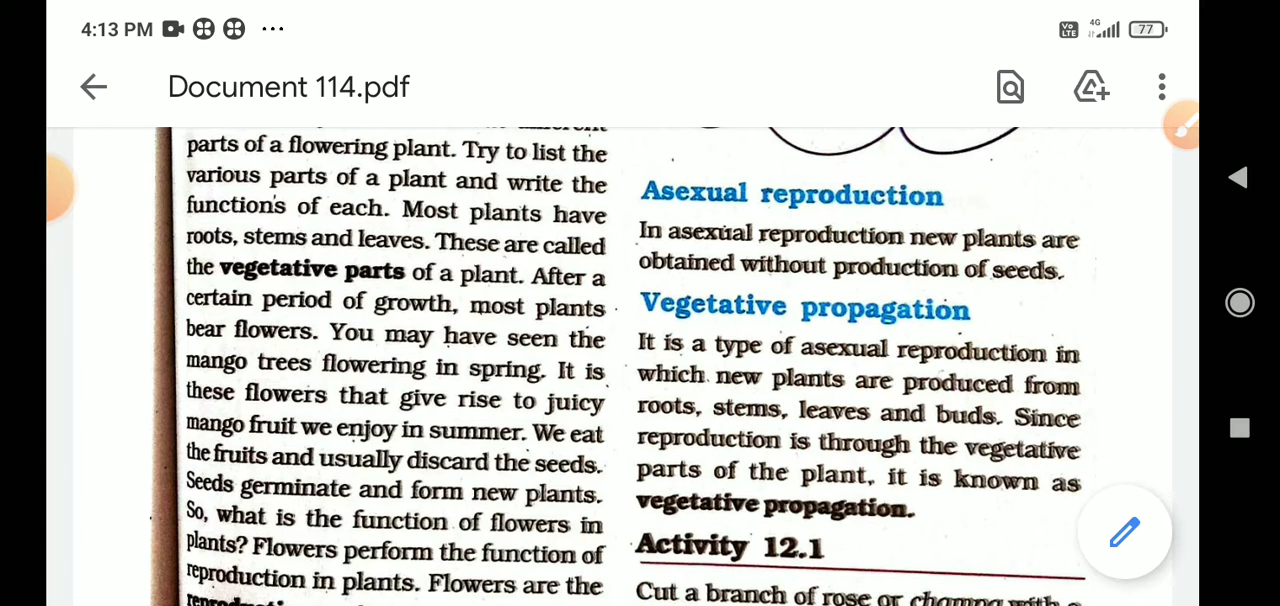 4:13 PM
4G
Vo
LTE
77
Document 114.pdf
parts of a flowering plant. Try to list the
various parts of a plant and write the
functions of each. Most plants have
roots, stems and leaves. These are called
the vegetative parts of a plant. After a
certain period of growth, most plants
bear flowers. You may have seen the
mango trees flowering in spring. It is
these flowers that give rise to juicy
mango fruit we enjoy in summer. We eat
the fruits and usually discard the seeds.
Seeds germinate and form new plants.
So, what is the function of flowers in
plants? Flowers perform the function of
reproduction in plants. Flowers are the
Asexual reproduction
In asexual reproduction new plants are
obtained without production of seeds.
Vegetative propagation
It is a type of asexual reproduction in
which new plants are produced from
roots, stems, leaves and buds. Since
reproduction is through the vegetative
parts of the plant, it is known as
vegetative propagation.
Activity 12.1
Cut a branch of rose or champa with a